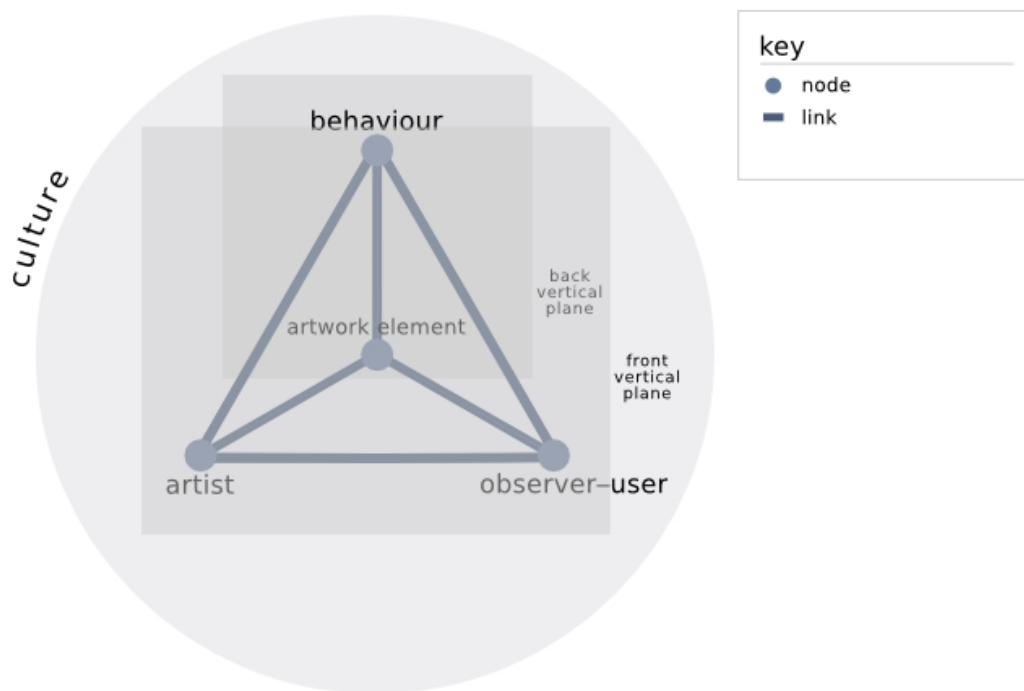 key
node
link
behaviour
culture
back
vertical
plane
artwork element
front
vertical
plane
artist
observer–user